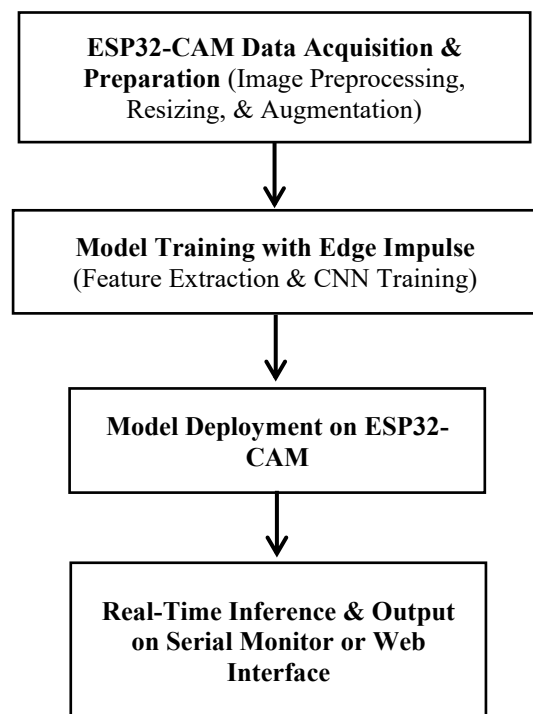 ESP32-CAM Data Acquisition &
Preparation (Image Preprocessing,
Resizing, & Augmentation)
Model Training with Edge Impulse
(Feature Extraction & CNN Training)
Model Deployment on ESP32-
CAM
Real-Time Inference & Output
on Serial Monitor or Web
Interface